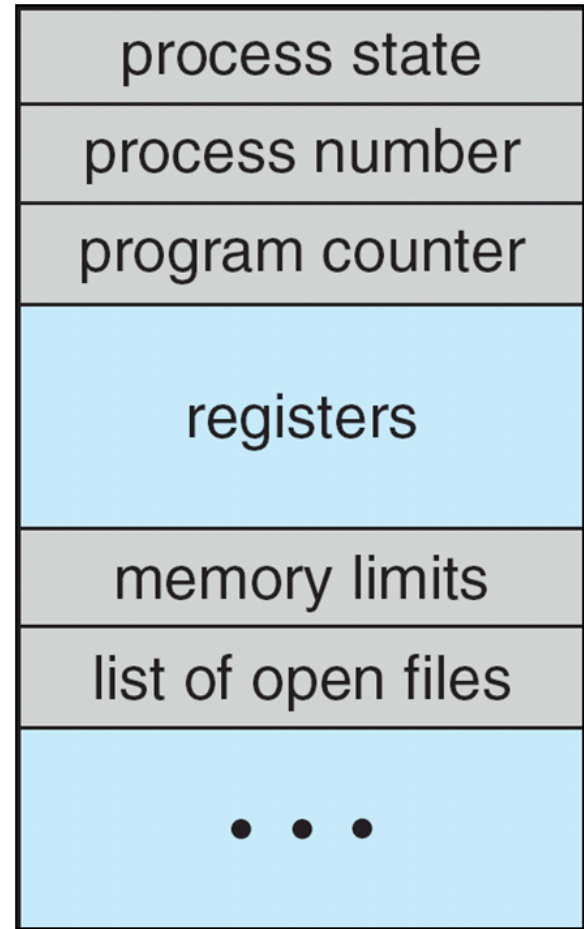 process state
process number
program counter
registers
memory limits
list of open files
• • •